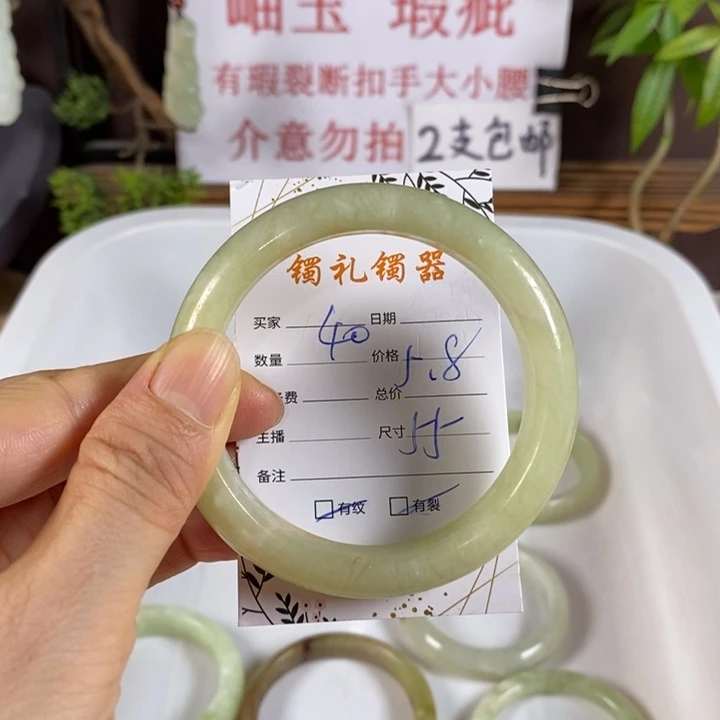 岫玉 瑕疵
有瑕裂断扣手大小腰
介意勿拍 2支包邮
镯礼镯器
买家 日期
40
数量 价格 5.8
费 总价
主播 尺寸 55
备注
有纹 有裂